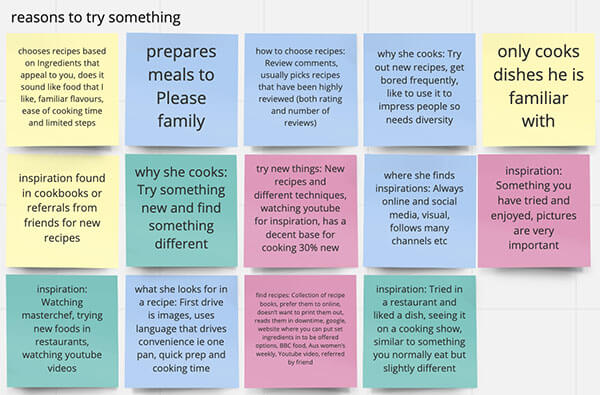 reasons to try something
chooses recipes based
on Ingredients that
appeal to you, does it
sound like food that I
like, familiar flavours,
ease of cooking time
and limited steps
prepares
meals to
Please
family
how to choose recipes:
Review comments,
usually picks recipes
that have been highly
reviewed (both rating
and number of
reviews)
why she cooks: Try
out new recipes, get
bored frequently,
like to use it to
impress people so
needs diversity
only cooks
dishes he is
familiar
with
inspiration found
in cookbooks or
referrals from
friends for new
recipes
why she cooks:
Try something
new and find
something
different
try new things: New
recipes and
different techniques,
watching youtube
for inspiration, has a
decent base for
cooking 30% new
where she finds
inspirations: Always
online and social
media, visual,
follows many
channels etc
inspiration:
Something you
have tried and
enjoyed, pictures
are very
important
inspiration:
Watching
masterchef, trying
new foods in
restaurants,
watching youtube
videos
what she looks for in
a recipe: First drive
is images, uses
language that drives
convenience ie one
pan, quick prep and
cooking time
find recipes: Collection of recipe
books, prefer them to online,
doesn't want to print them out,
reads them in downtime, google,
website where you can put set
ingredients in to be offered
options, BBC food, Aus women's
weekly, Youtube video, referred
by friend
inspiration: Tried in
a restaurant and
liked a dish, seeing it
on a cooking show,
similar to something
you normally eat but
slightly different